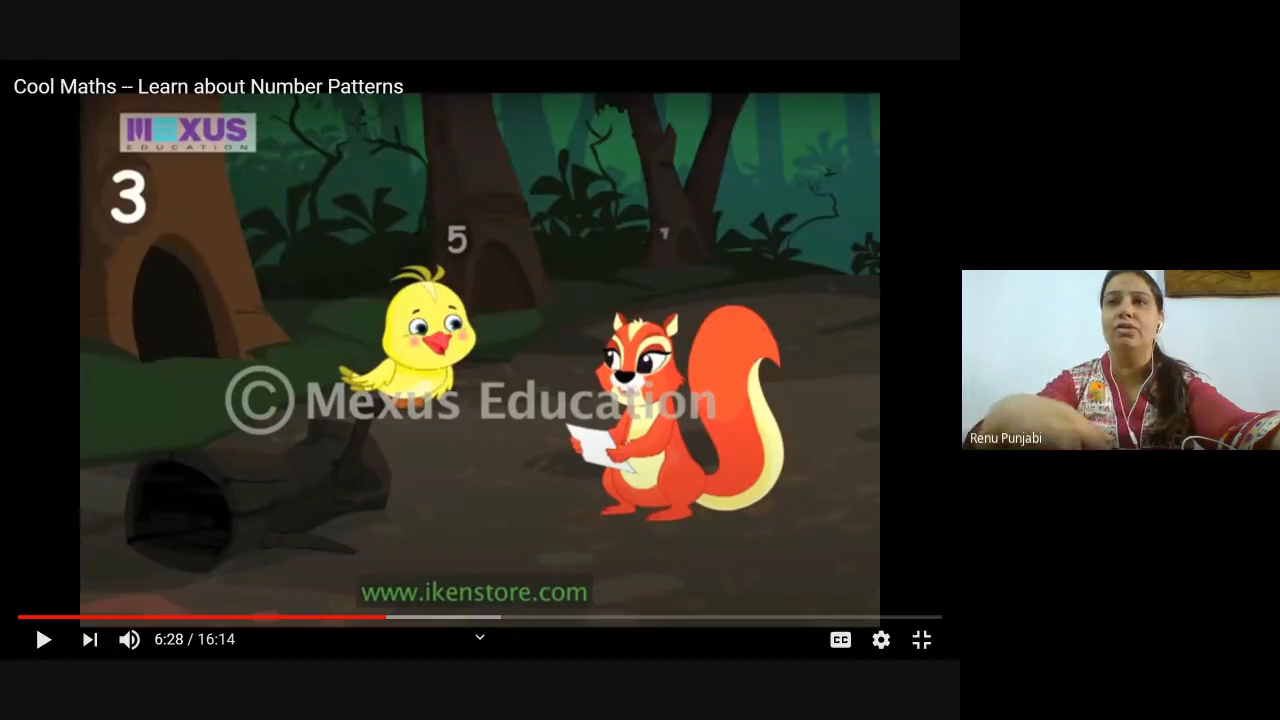 Cool Maths -- Learn about Number Patterns
MEXUS
EDUCATION
3
5
© Mexus Education
www.ikenstore.com
6:28 / 16:14
CC
Renu Punjabi